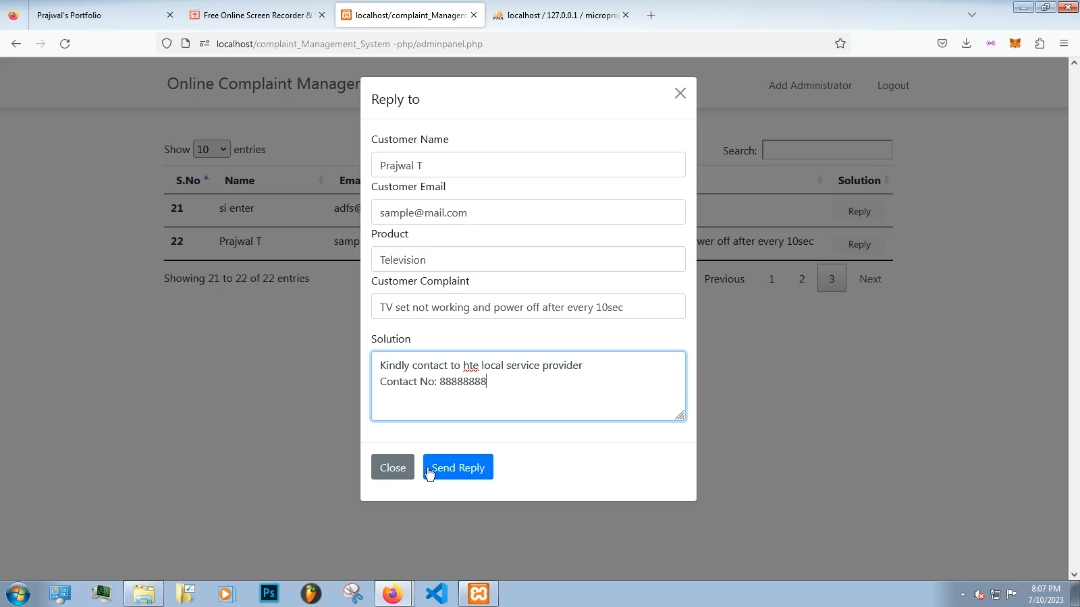 Prajwal's Portfolio
Free Online Screen Recorder &
localhost/complaint_Managem
localhost / 127.0.0.1 / micropro
localhost/complaint_Management_System -php/adminpanel.php
Online Complaint Manage
Add Administrator
Logout
Reply to
Customer Name
Prajwal T
Customer Email
sample@mail.com
Product
Television
Customer Complaint
TV set not working and power off after every 10sec
Solution
Kindly contact to hte local service provider
Contact No: 88888888
Close
Send Reply
Show 10 entries
Search:
S.No Name Ema Solution
21 si enter adfs@ Reply
22 Prajwal T samp wer off after every 10sec Reply
Showing 21 to 22 of 22 entries
Previous 1 2 3 Next
Ps
8:07 PM
7/10/2023